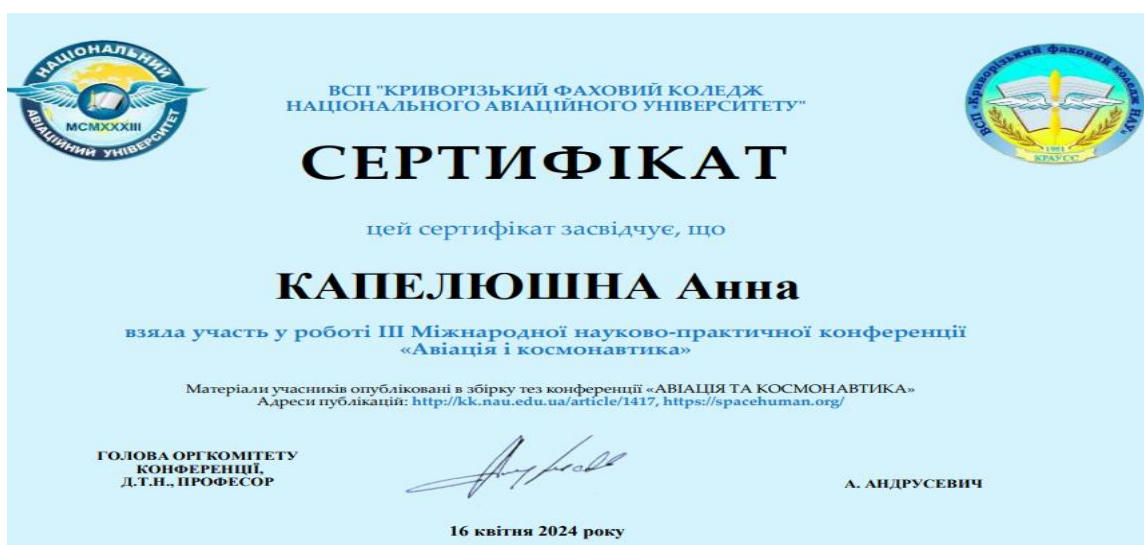 НАЦІОНАЛЬНИЙ
АВІАЦІЙНИЙ УНІВЕРСИТЕТ
MCMXXXIII
ВСП «Криворізький фаховий коледж НАУ»
1951
КРАУСС
ВСП "КРИВОРІЗЬКИЙ ФАХОВИЙ КОЛЕДЖ
НАЦІОНАЛЬНОГО АВІАЦІЙНОГО УНІВЕРСИТЕТУ"
СЕРТИФІКАТ
цей сертифікат засвідчує, що
КАПЕЛЮШНА Анна
взяла участь у роботі III Міжнародної науково-практичної конференції
«Авіація і космонавтика»
Матеріали учасників опубліковані в збірку тез конференції «АВІАЦІЯ ТА КОСМОНАВТИКА»
Адреси публікацій: http://kk.nau.edu.ua/article/1417, https://spacehuman.org/
ГОЛОВА ОРГКОМІТЕТУ
КОНФЕРЕНЦІЇ,
Д.Т.Н., ПРОФЕСОР
А. АНДРУСЕВИЧ
16 квітня 2024 року